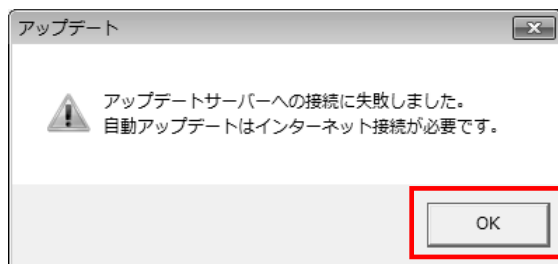 アップデート
アップデートサーバーへの接続に失敗しました。
自動アップデートはインターネット接続が必要です。
OK